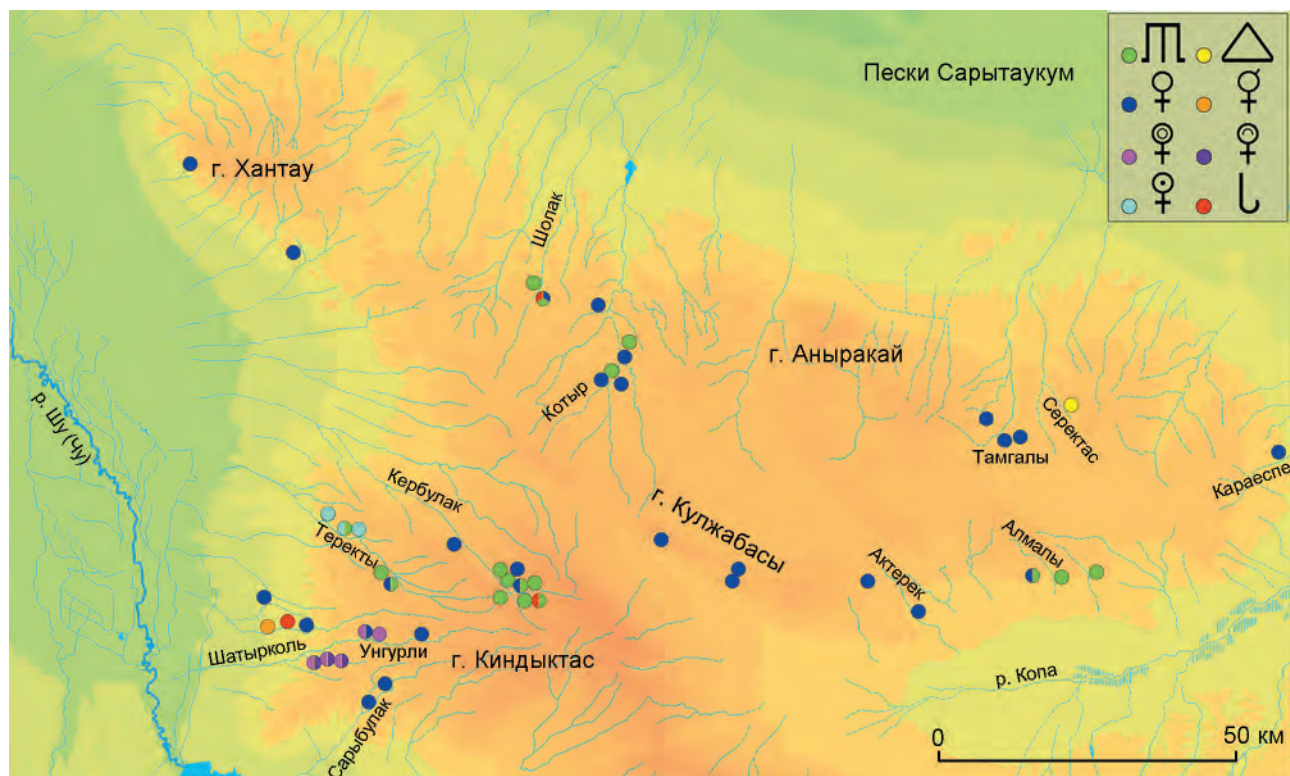 Пески Сарытаукум
г. Хантау
Шолак
г. Аныракай
р. Шу (Чу)
Котыр
Серектас
Тамгалы
Караеспе
Кербулак
г. Кулжабасы
Теректы
Алмалы
Актерек
Шатырколь
Унгурли
г. Киндыктас
р. Копа
Сарыбулак
0 50 км